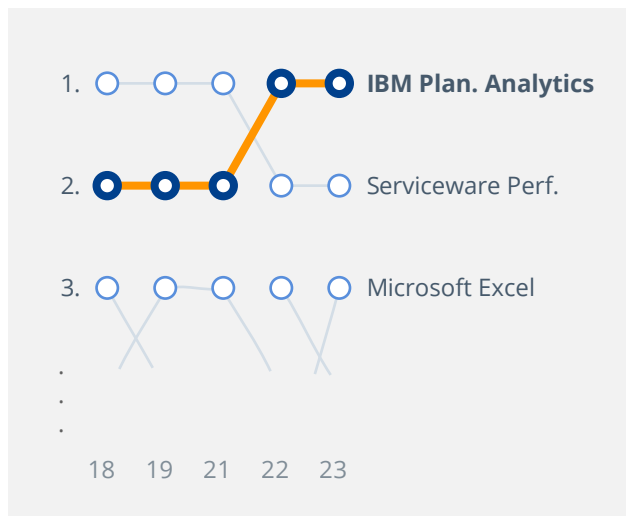 1. IBM Plan. Analytics
2. Serviceware Perf.
3. Microsoft Excel
.
.
.
18 19 21 22 23